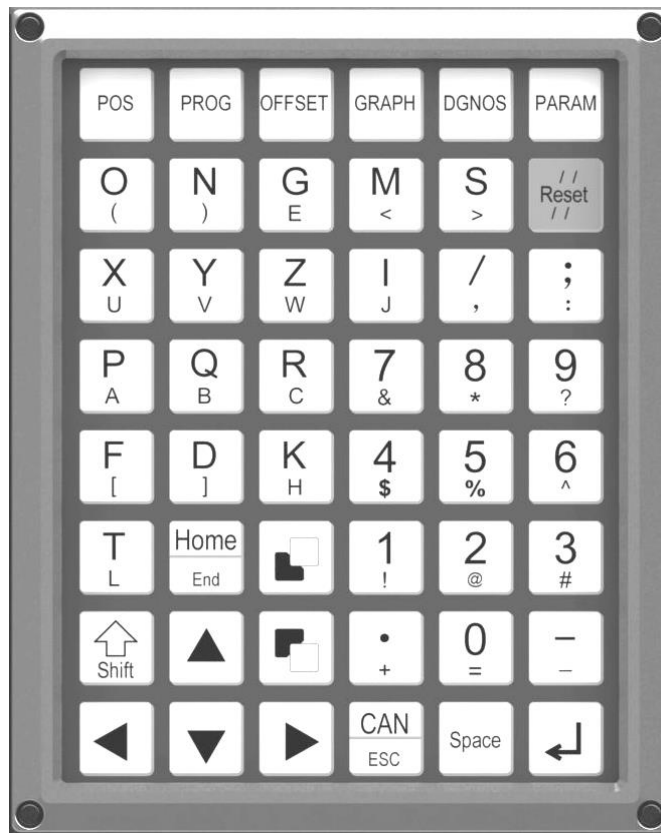 POS PROG OFFSET GRAPH DGNOS PARAM
O N G M S / /
( ) E < > Reset
/ /
X Y Z I / ;
U V W J , :
P Q R 7 8 9
A B C & * ?
F D K 4 5 6
[ ] H $ % ^
T Home 1 2 3
L End ! @ #
• 0 −
Shift + = _
CAN Space
ESC